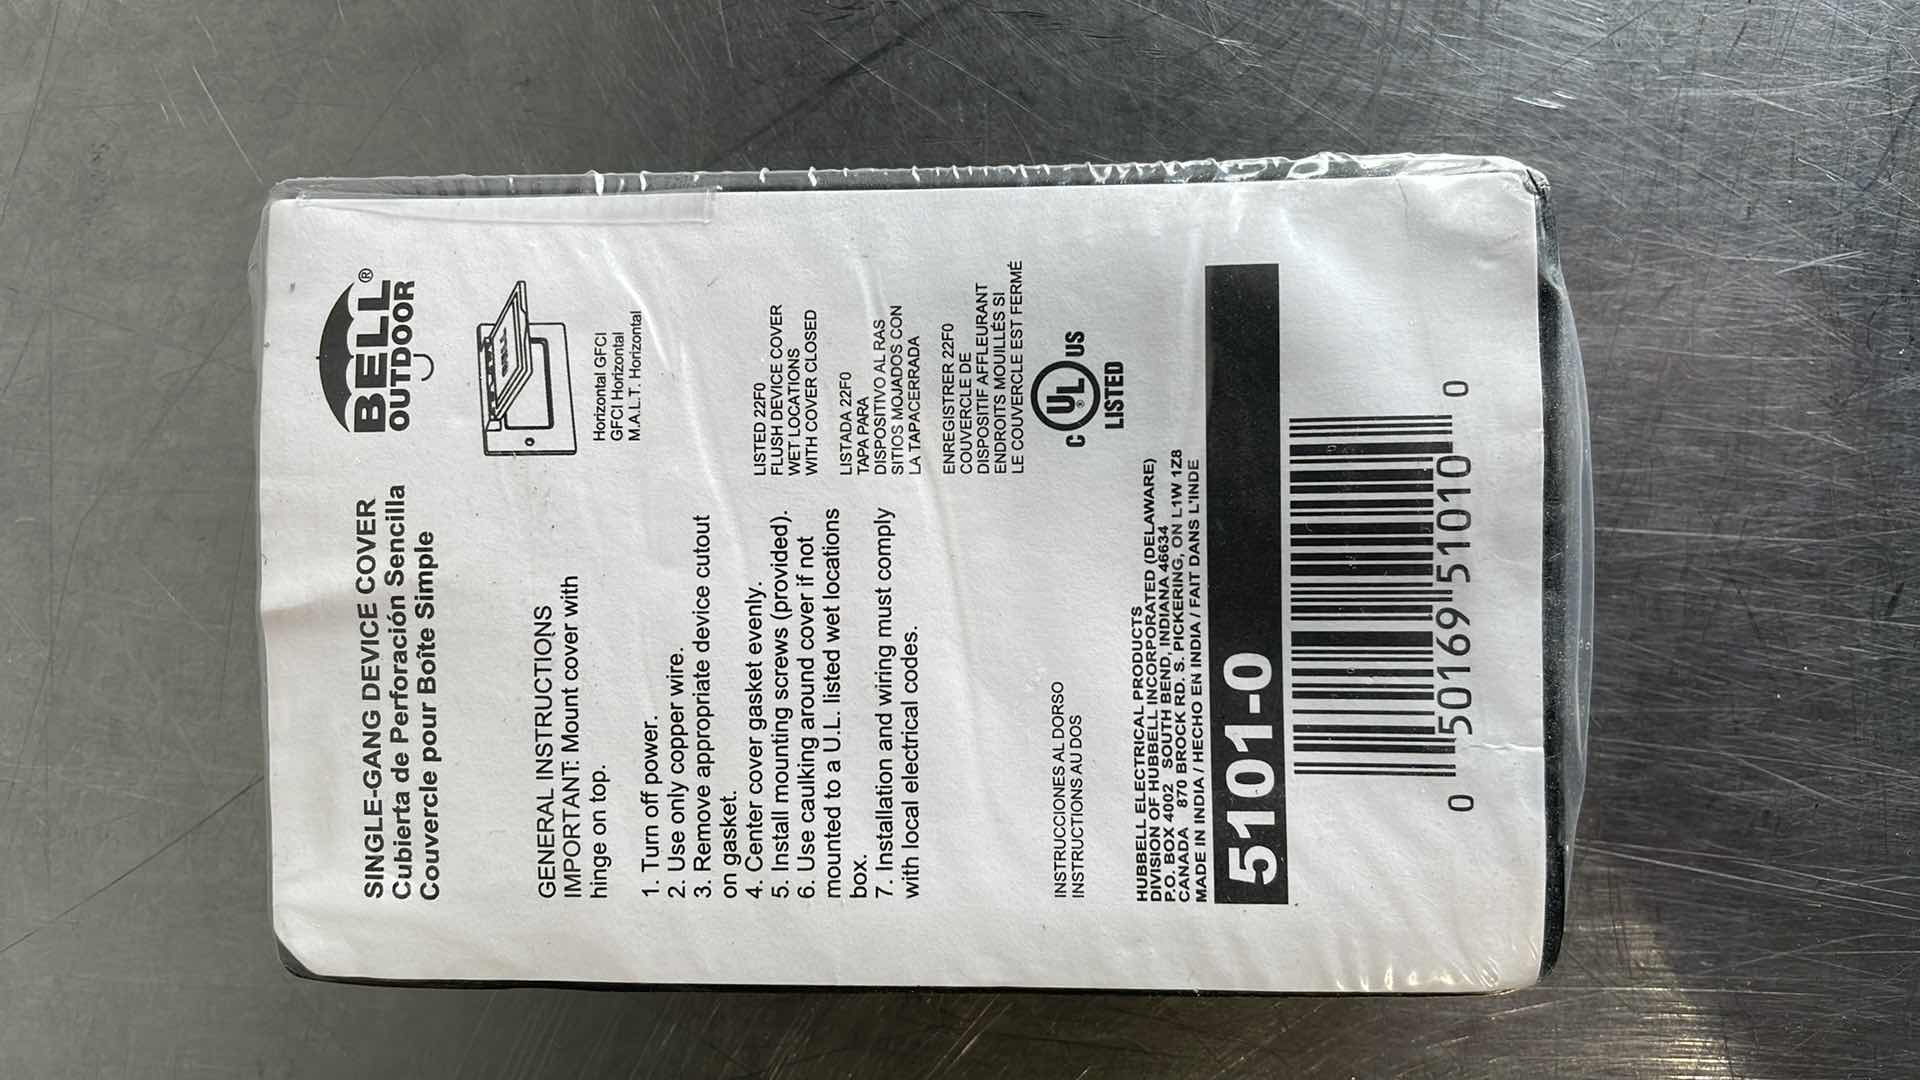 SINGLE-GANG DEVICE COVER
Cubierta de Perforación Sencilla
Couvercle pour Boîte Simple
BELL®
OUTDOOR
GENERAL INSTRUCTIONS
IMPORTANT: Mount cover with
hinge on top.
1. Turn off power.
2. Use only copper wire.
3. Remove appropriate device cutout
on gasket.
4. Center cover gasket evenly.
5. Install mounting screws (provided).
6. Use caulking around cover if not
mounted to a U.L. listed wet locations
box.
7. Installation and wiring must comply
with local electrical codes.
Horizontal GFCI
GFCI Horizontal
M.A.L.T. Horizontal
LISTED 22F0
FLUSH DEVICE COVER
WET LOCATIONS
WITH COVER CLOSED
LISTADA 22F0
TAPA PARA
DISPOSITIVO AL RAS
SITIOS MOJADOS CON
LA TAPACERRADA
ENREGISTRER 22F0
COUVERCLE DE
DISPOSITIF AFFLEURANT
ENDROITS MOUILLÉS SI
LE COUVERCLE EST FERMÉ
C UL® US
LISTED
INSTRUCCIONES AL DORSO
INSTRUCTIONS AU DOS
HUBBELL ELECTRICAL PRODUCTS
DIVISION OF HUBBELL INCORPORATED (DELAWARE)
P.O. BOX 4002 SOUTH BEND, INDIANA 46634
CANADA 870 BROCK RD. S. PICKERING, ON L1W 1Z8
MADE IN INDIA / HECHO EN INDIA / FAIT DANS L'INDE
5101-0
0 50169 51010 0